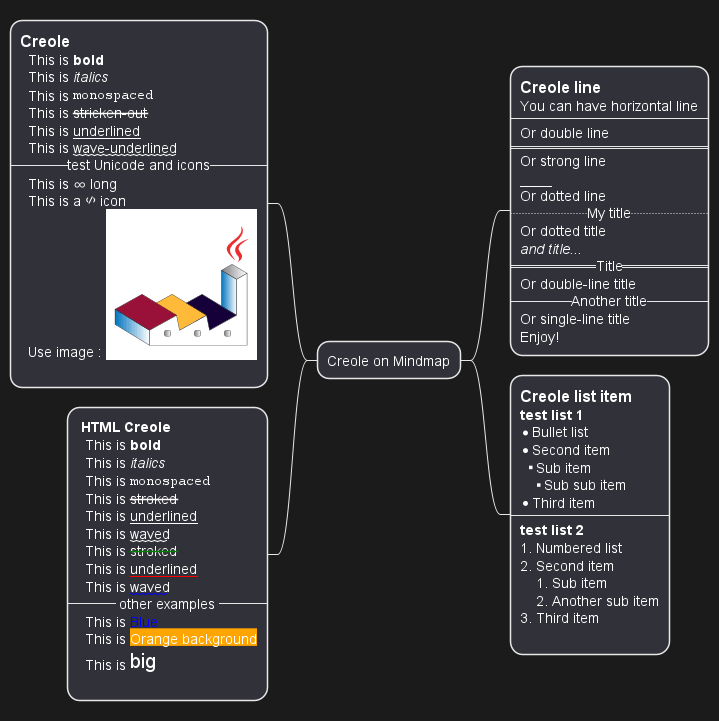 Creole
This is bold
This is italics
This is monospaced
This is stricken-out
This is underlined
This is wave-underlined
test Unicode and icons
This is ∞ long
This is a icon
Use image :
HTML Creole
This is bold
This is italics
This is monospaced
This is stroked
This is underlined
This is waved
This is stroked
This is underlined
This is waved
other examples
This is Blue
This is Orange background
This is big
Creole on Mindmap
Creole line
You can have horizontal line
Or double line
Or strong line
____
Or dotted line
My title
Or dotted title
and title...
Title
Or double-line title
Another title
Or single-line title
Enjoy!
Creole list item
test list 1
• Bullet list
• Second item
▪ Sub item
▪ Sub sub item
• Third item
test list 2
1. Numbered list
2. Second item
1. Sub item
2. Another sub item
3. Third item